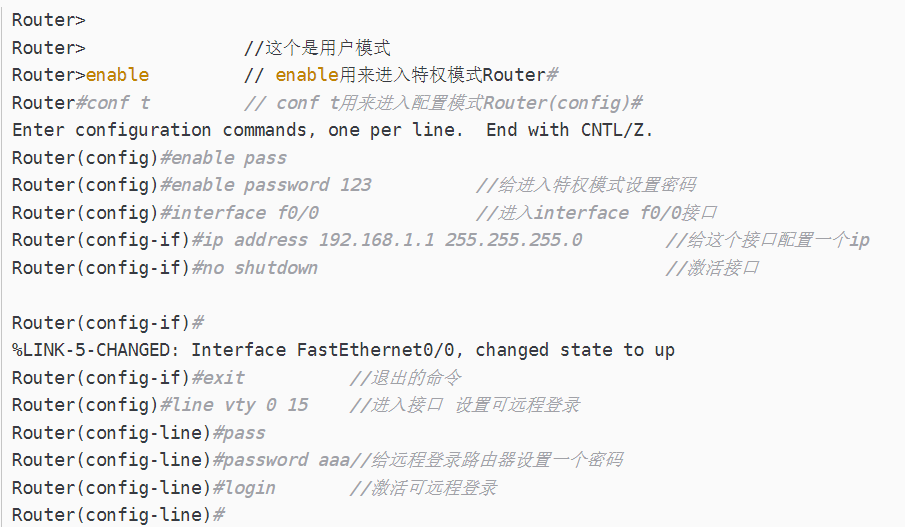 Router>
Router>               //这个是用户模式
Router>enable         // enable用来进入特权模式Router#
Router#conf t         // conf t用来进入配置模式Router(config)#
Enter configuration commands, one per line.  End with CNTL/Z.
Router(config)#enable pass
Router(config)#enable password 123          //给进入特权模式设置密码
Router(config)#interface f0/0               //进入interface f0/0接口
Router(config-if)#ip address 192.168.1.1 255.255.255.0        //给这个接口配置一个ip
Router(config-if)#no shutdown                                 //激活接口
Router(config-if)#
%LINK-5-CHANGED: Interface FastEthernet0/0, changed state to up
Router(config-if)#exit          //退出的命令
Router(config)#line vty 0 15    //进入接口 设置可远程登录
Router(config-line)#pass
Router(config-line)#password aaa//给远程登录路由器设置一个密码
Router(config-line)#login       //激活可远程登录
Router(config-line)#